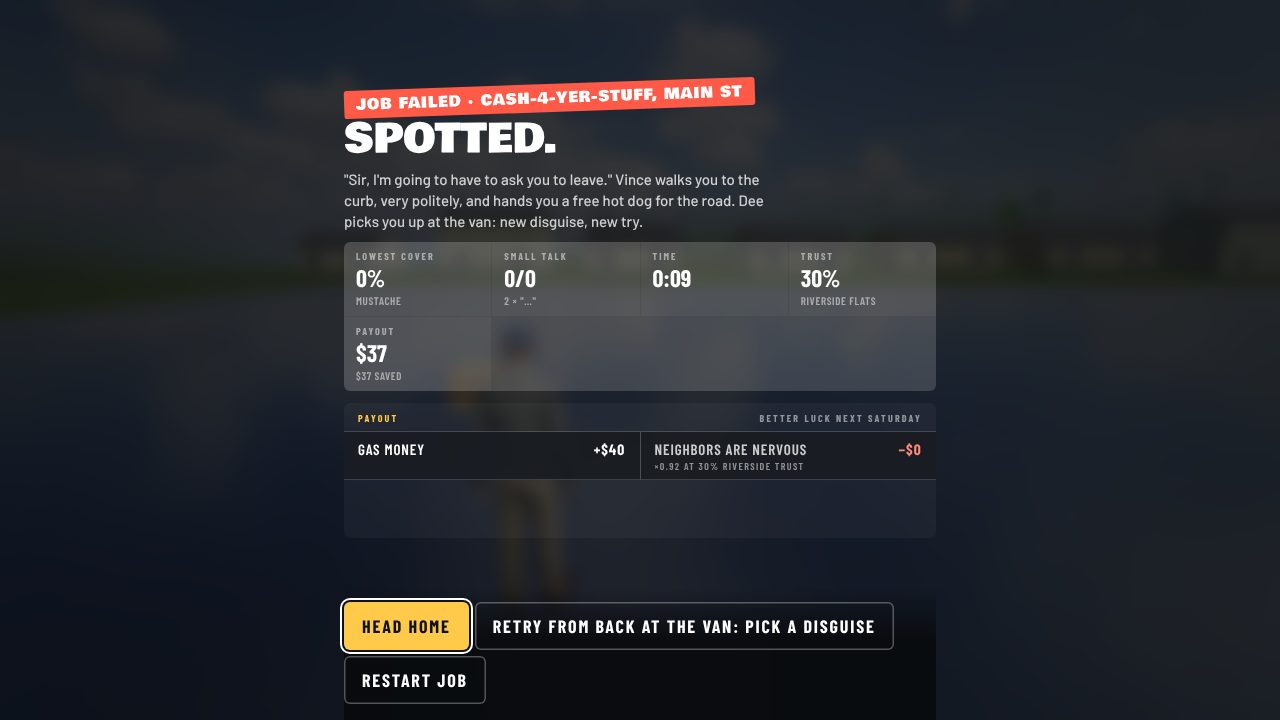 JOB FAILED · CASH-4-YER-STUFF, MAIN ST
SPOTTED.
"Sir, I'm going to have to ask you to leave." Vince walks you to the
curb, very politely, and hands you a free hot dog for the road. Dee
picks you up at the van: new disguise, new try.
LOWEST COVER
0%
MUSTACHE
SMALL TALK
0/0
2 × "..."
TIME
0:09
TRUST
30%
RIVERSIDE FLATS
PAYOUT
$37
$37 SAVED
PAYOUT
BETTER LUCK NEXT SATURDAY
GAS MONEY
+$40
NEIGHBORS ARE NERVOUS
−$0
×0.92 AT 30% RIVERSIDE TRUST
HEAD HOME
RETRY FROM BACK AT THE VAN: PICK A DISGUISE
RESTART JOB